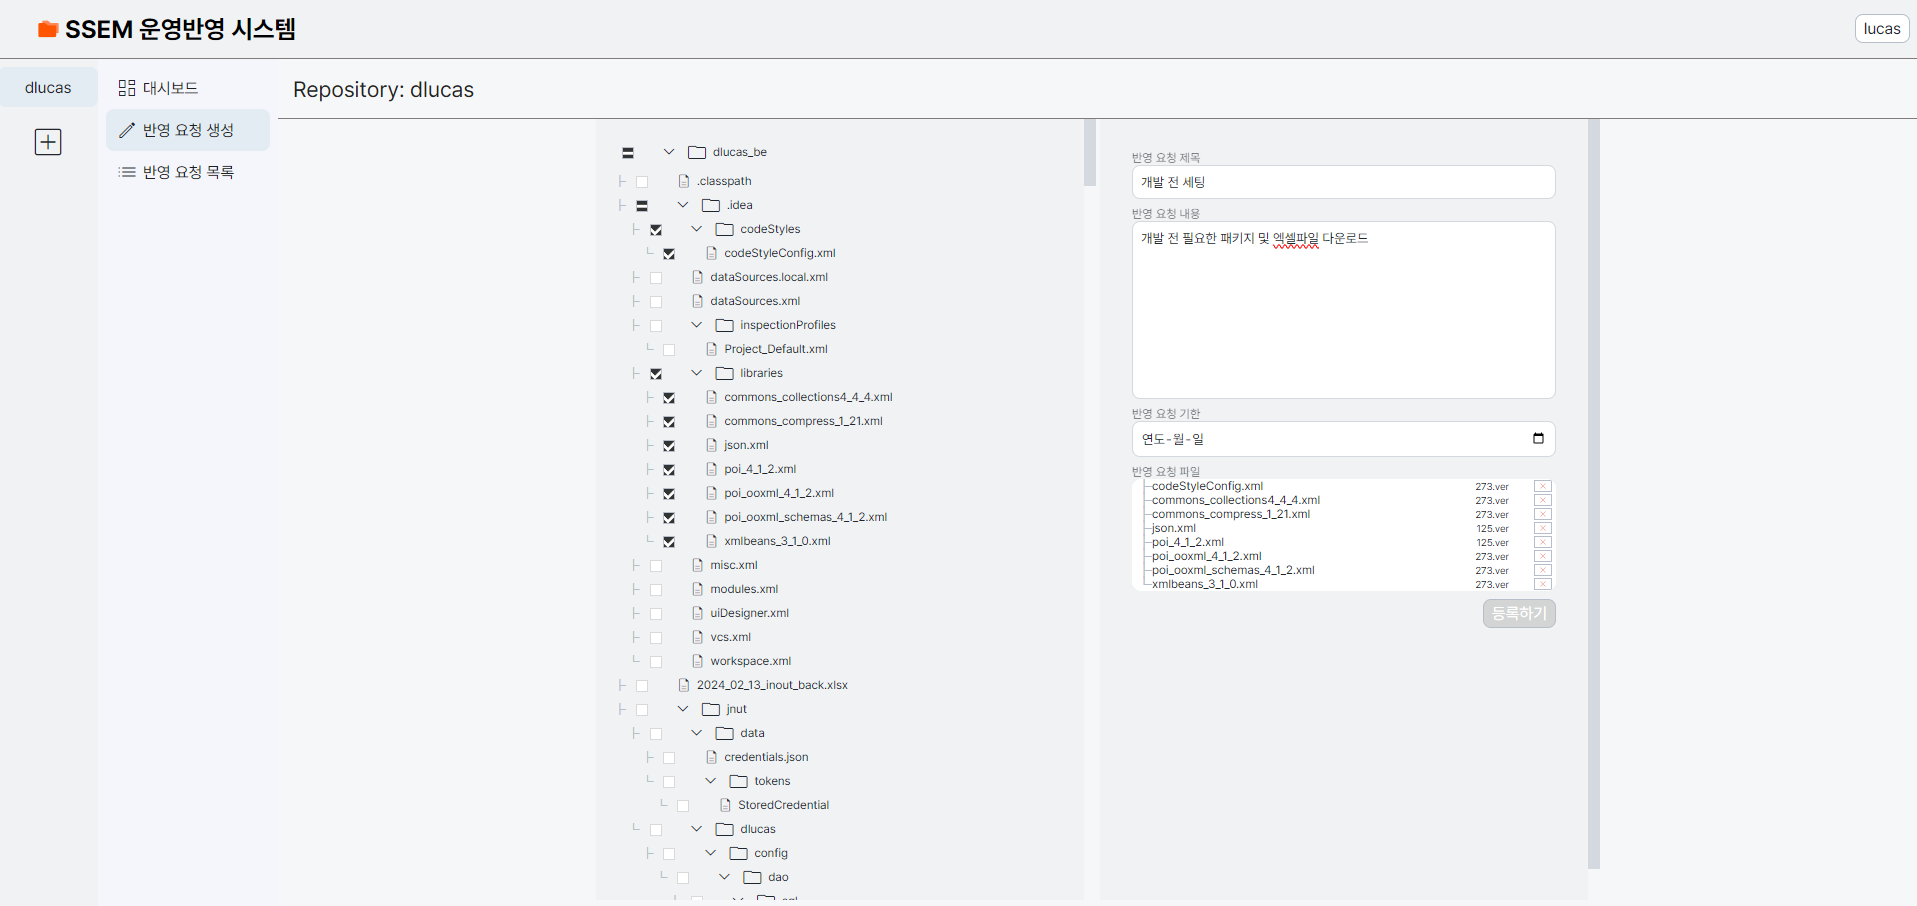 SSEM 운영반영 시스템
lucas
dlucas
대시보드
반영 요청 생성
반영 요청 목록
Repository: dlucas
dlucas_be
.classpath
.idea
codeStyles
codeStyleConfig.xml
dataSources.local.xml
dataSources.xml
inspectionProfiles
Project_Default.xml
libraries
commons_collections4_4_4.xml
commons_compress_1_21.xml
json.xml
poi_4_1_2.xml
poi_ooxml_4_1_2.xml
poi_ooxml_schemas_4_1_2.xml
xmlbeans_3_1_0.xml
misc.xml
modules.xml
uiDesigner.xml
vcs.xml
workspace.xml
2024_02_13_inout_back.xlsx
jnut
data
credentials.json
tokens
StoredCredential
dlucas
config
dao
반영 요청 제목
개발 전 세팅
반영 요청 내용
개발 전 필요한 패키지 및 엑셀파일 다운로드
반영 요청 기한
연도-월-일
반영 요청 파일
codeStyleConfig.xml 273.ver
commons_collections4_4_4.xml 273.ver
commons_compress_1_21.xml 273.ver
json.xml 125.ver
poi_4_1_2.xml 125.ver
poi_ooxml_4_1_2.xml 273.ver
poi_ooxml_schemas_4_1_2.xml 273.ver
xmlbeans_3_1_0.xml 273.ver
등록하기